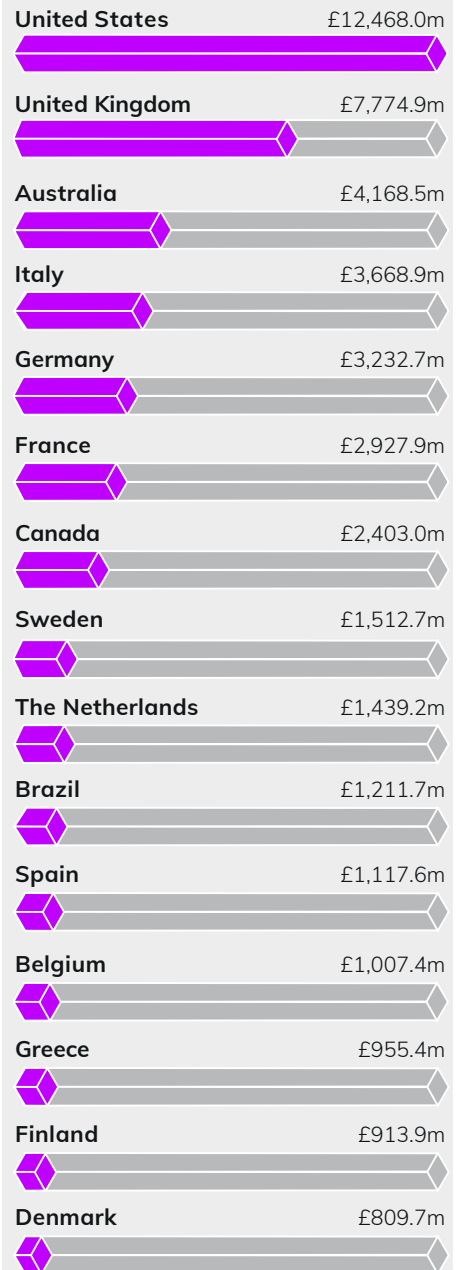 United States £12,468.0m
United Kingdom £7,774.9m
Australia £4,168.5m
Italy £3,668.9m
Germany £3,232.7m
France £2,927.9m
Canada £2,403.0m
Sweden £1,512.7m
The Netherlands £1,439.2m
Brazil £1,211.7m
Spain £1,117.6m
Belgium £1,007.4m
Greece £955.4m
Finland £913.9m
Denmark £809.7m